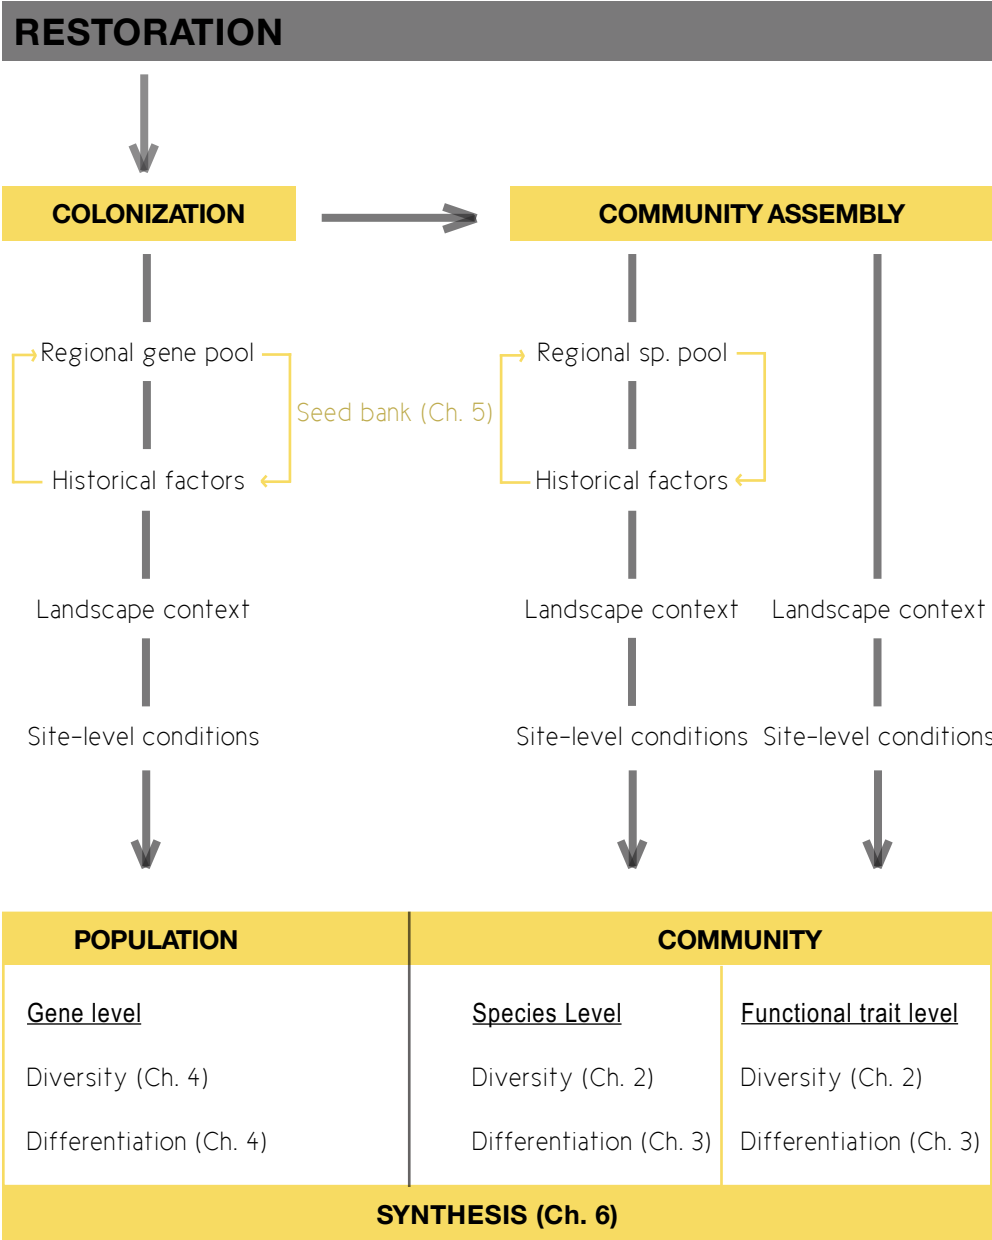 RESTORATION
COLONIZATION
COMMUNITY ASSEMBLY
Regional gene pool
Regional sp. pool
Seed bank (Ch. 5)
Historical factors
Historical factors
Landscape context
Landscape context
Landscape context
Site-level conditions
Site-level conditions
Site-level conditions
POPULATION
COMMUNITY
Gene level
Species Level
Functional trait level
Diversity (Ch. 4)
Diversity (Ch. 2)
Diversity (Ch. 2)
Differentiation (Ch. 4)
Differentiation (Ch. 3)
Differentiation (Ch. 3)
SYNTHESIS (Ch. 6)